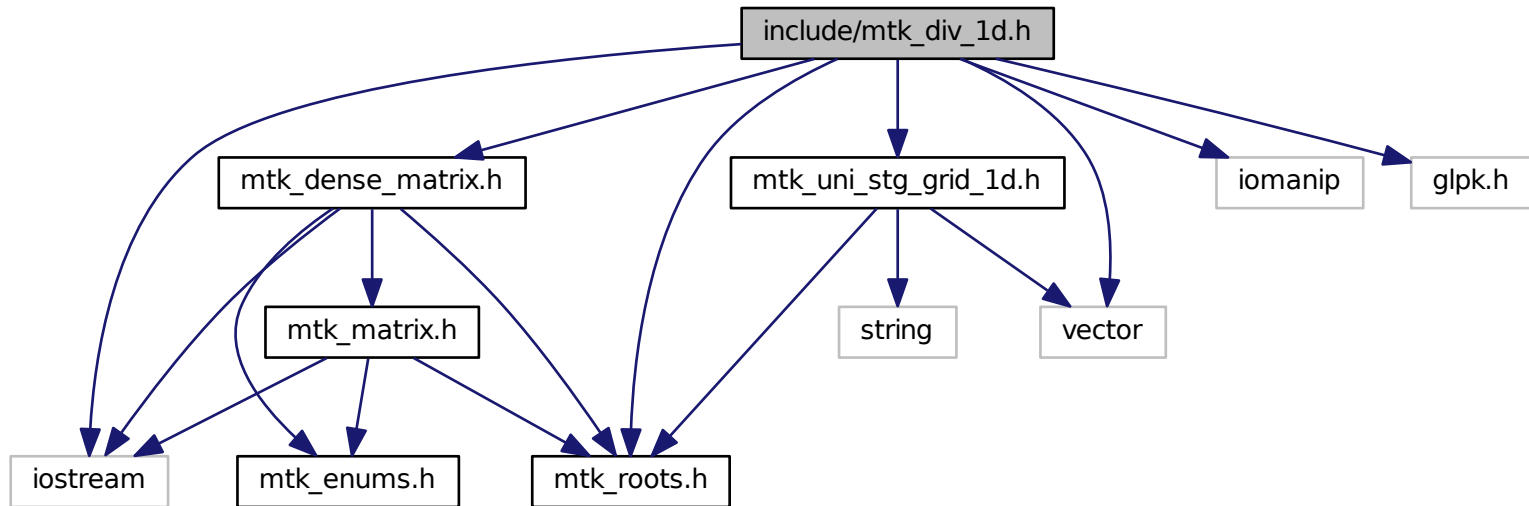 include/mtk_div_1d.h
mtk_dense_matrix.h
mtk_uni_stg_grid_1d.h
iomanip
glpk.h
mtk_matrix.h
string
vector
iostream
mtk_enums.h
mtk_roots.h